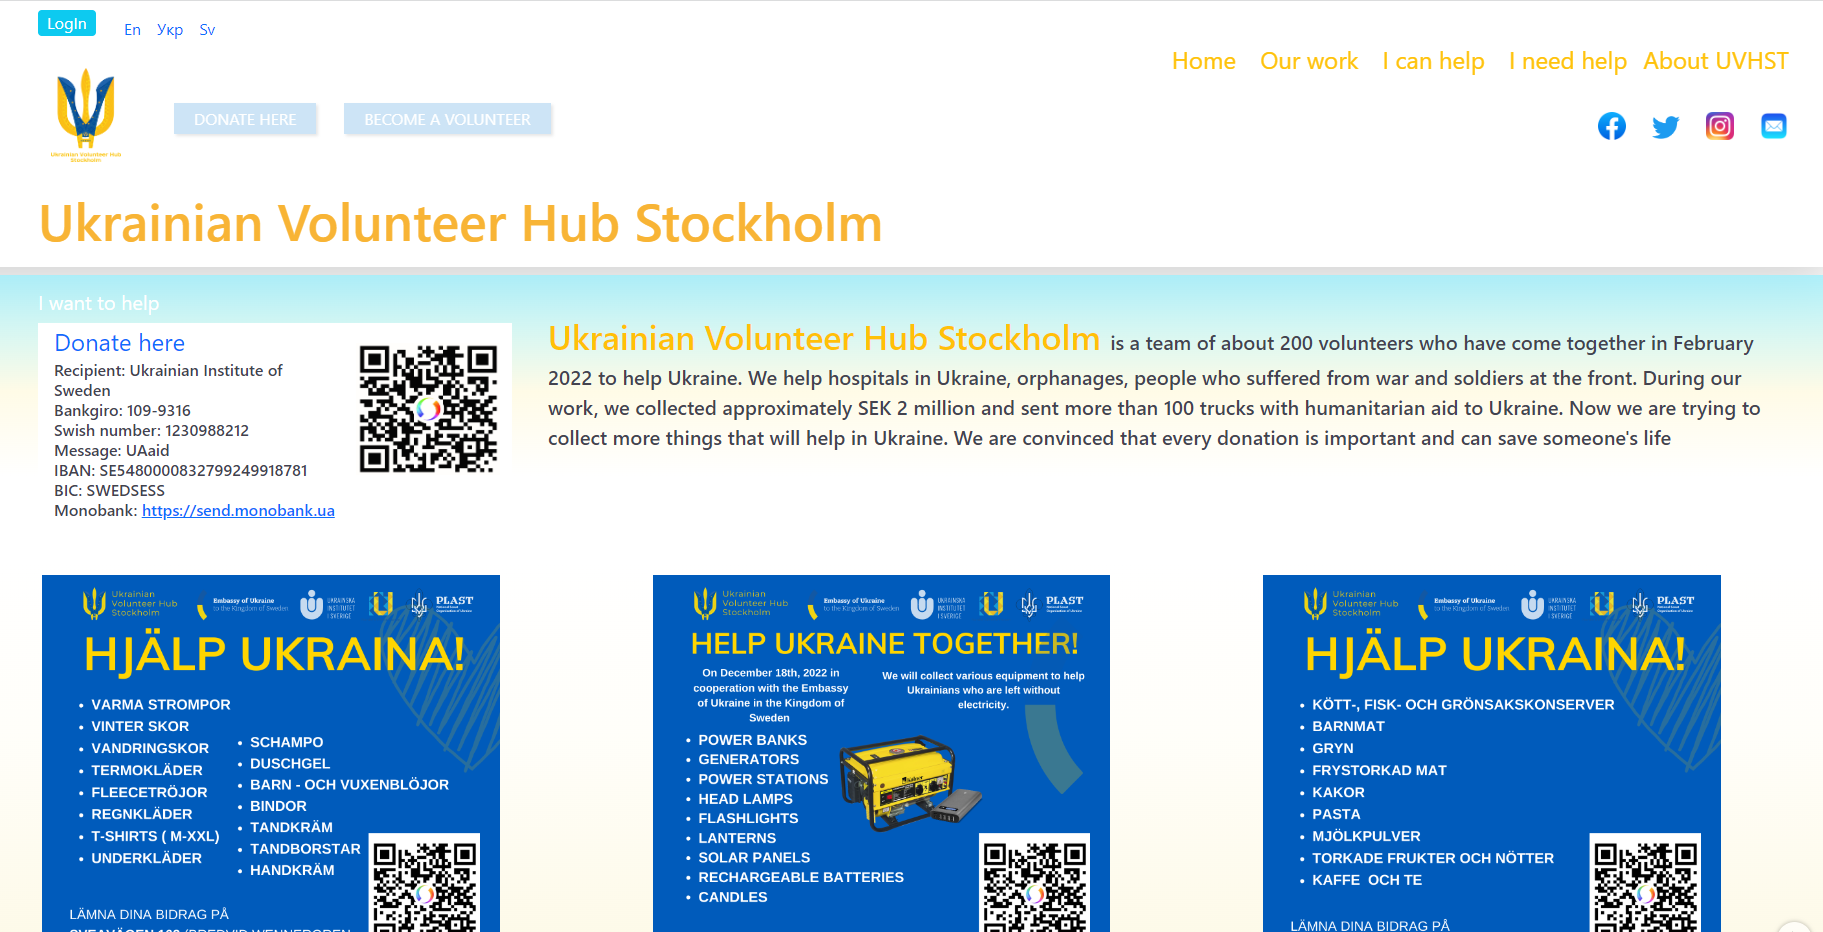 LogIn
En Укр Sv
Home Our work I can help I need help About UVHST
Ukrainian Volunteer Hub
Stockholm
DONATE HERE BECOME A VOLUNTEER
Ukrainian Volunteer Hub Stockholm
I want to help
Donate here
Recipient: Ukrainian Institute of
Sweden
Bankgiro: 109-9316
Swish number: 1230988212
Message: UAaid
IBAN: SE5480000832799249918781
BIC: SWEDSESS
Monobank: https://send.monobank.ua
Ukrainian Volunteer Hub Stockholm is a team of about 200 volunteers who have come together in February
2022 to help Ukraine. We help hospitals in Ukraine, orphanages, people who suffered from war and soldiers at the front. During our
work, we collected approximately SEK 2 million and sent more than 100 trucks with humanitarian aid to Ukraine. Now we are trying to
collect more things that will help in Ukraine. We are convinced that every donation is important and can save someone's life
Ukrainian
Volunteer Hub
Stockholm
Embassy of Ukraine
to the Kingdom of Sweden
UKRAINSKA
INSTITUTET
I SVERIGE
PLAST
HJÄLP UKRAINA!
VARMA STROMPOR
VINTER SKOR
VANDRINGSKOR
TERMOKLÄDER
FLEECETRÖJOR
REGNKLÄDER
T-SHIRTS ( M-XXL)
UNDERKLÄDER
SCHAMPO
DUSCHGEL
BARN - OCH VUXENBLÖJOR
BINDOR
TANDKRÄM
TANDBORSTAR
HANDKRÄM
LÄMNA DINA BIDRAG PÅ
Ukrainian
Volunteer Hub
Stockholm
Embassy of Ukraine
to the Kingdom of Sweden
UKRAINSKA
INSTITUTET
I SVERIGE
PLAST
HELP UKRAINE TOGETHER!
On December 18th, 2022 in
cooperation with the Embassy
of Ukraine in the Kingdom of
Sweden
We will collect various equipment to help
Ukrainians who are left without
electricity.
POWER BANKS
GENERATORS
POWER STATIONS
HEAD LAMPS
FLASHLIGHTS
LANTERNS
SOLAR PANELS
RECHARGEABLE BATTERIES
CANDLES
Ukrainian
Volunteer Hub
Stockholm
Embassy of Ukraine
to the Kingdom of Sweden
UKRAINSKA
INSTITUTET
I SVERIGE
PLAST
HJÄLP UKRAINA!
KÖTT-, FISK- OCH GRÖNSAKSKONSERVER
BARNMAT
GRYN
FRYSTORKAD MAT
KAKOR
PASTA
MJÖLKPULVER
TORKADE FRUKTER OCH NÖTTER
KAFFE OCH TE
LÄMNA DINA BIDRAG PÅ